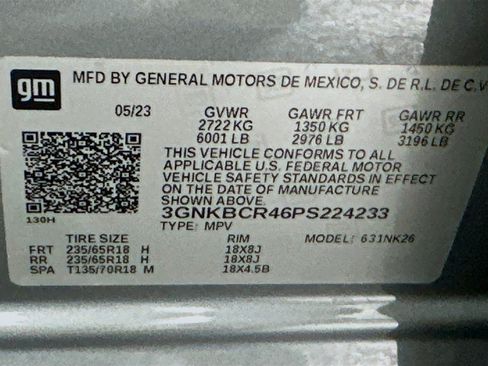 gm
MFD BY GENERAL MOTORS DE MEXICO, S. DE R.L. DE C.V
05/23 GVWR GAWR FRT GAWR RR
2722 KG 1350 KG 1450 KG
6001 LB 2976 LB 3196 LB
THIS VEHICLE CONFORMS TO ALL
APPLICABLE U.S. FEDERAL MOTOR
VEHICLE SAFETY STANDARDS IN EFFECT
ON THE DATE OF MANUFACTURE
SHOWN ABOVE.
130H
3GNKBCR46PS224233
TYPE: MPV MODEL: 631NK26
TIRE SIZE RIM
FRT 235/65R18 H 18X8J
RR 235/65R18 H 18X8J
SPA T135/70R18 M 18X4.5B